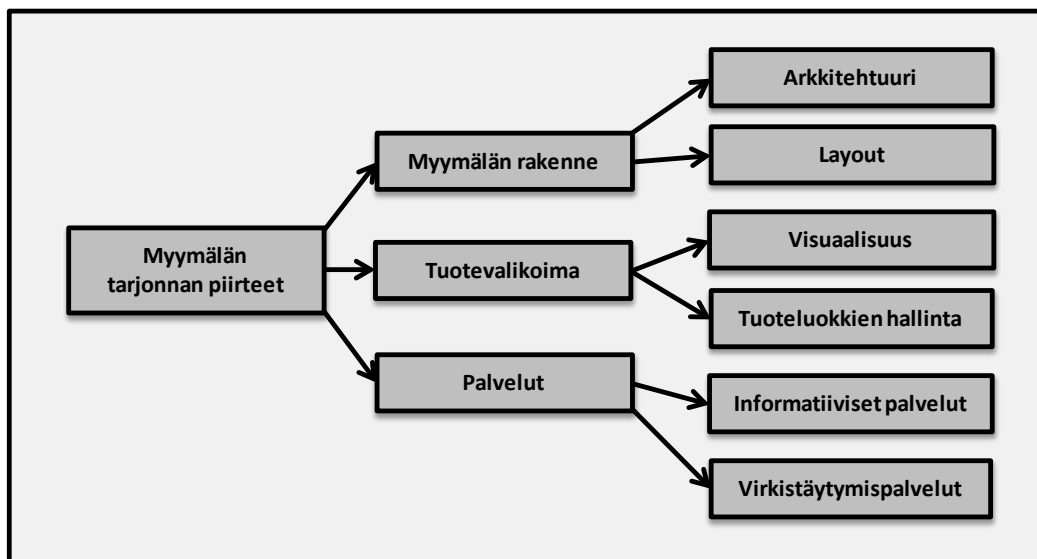 Arkkitehtuuri
Myymälän rakenne
Layout
Myymälän
tarjonnan piirteet
Tuotevalikoima
Visuaalisuus
Tuoteluokkien hallinta
Palvelut
Informatiiviset palvelut
Virkistäytymispalvelut